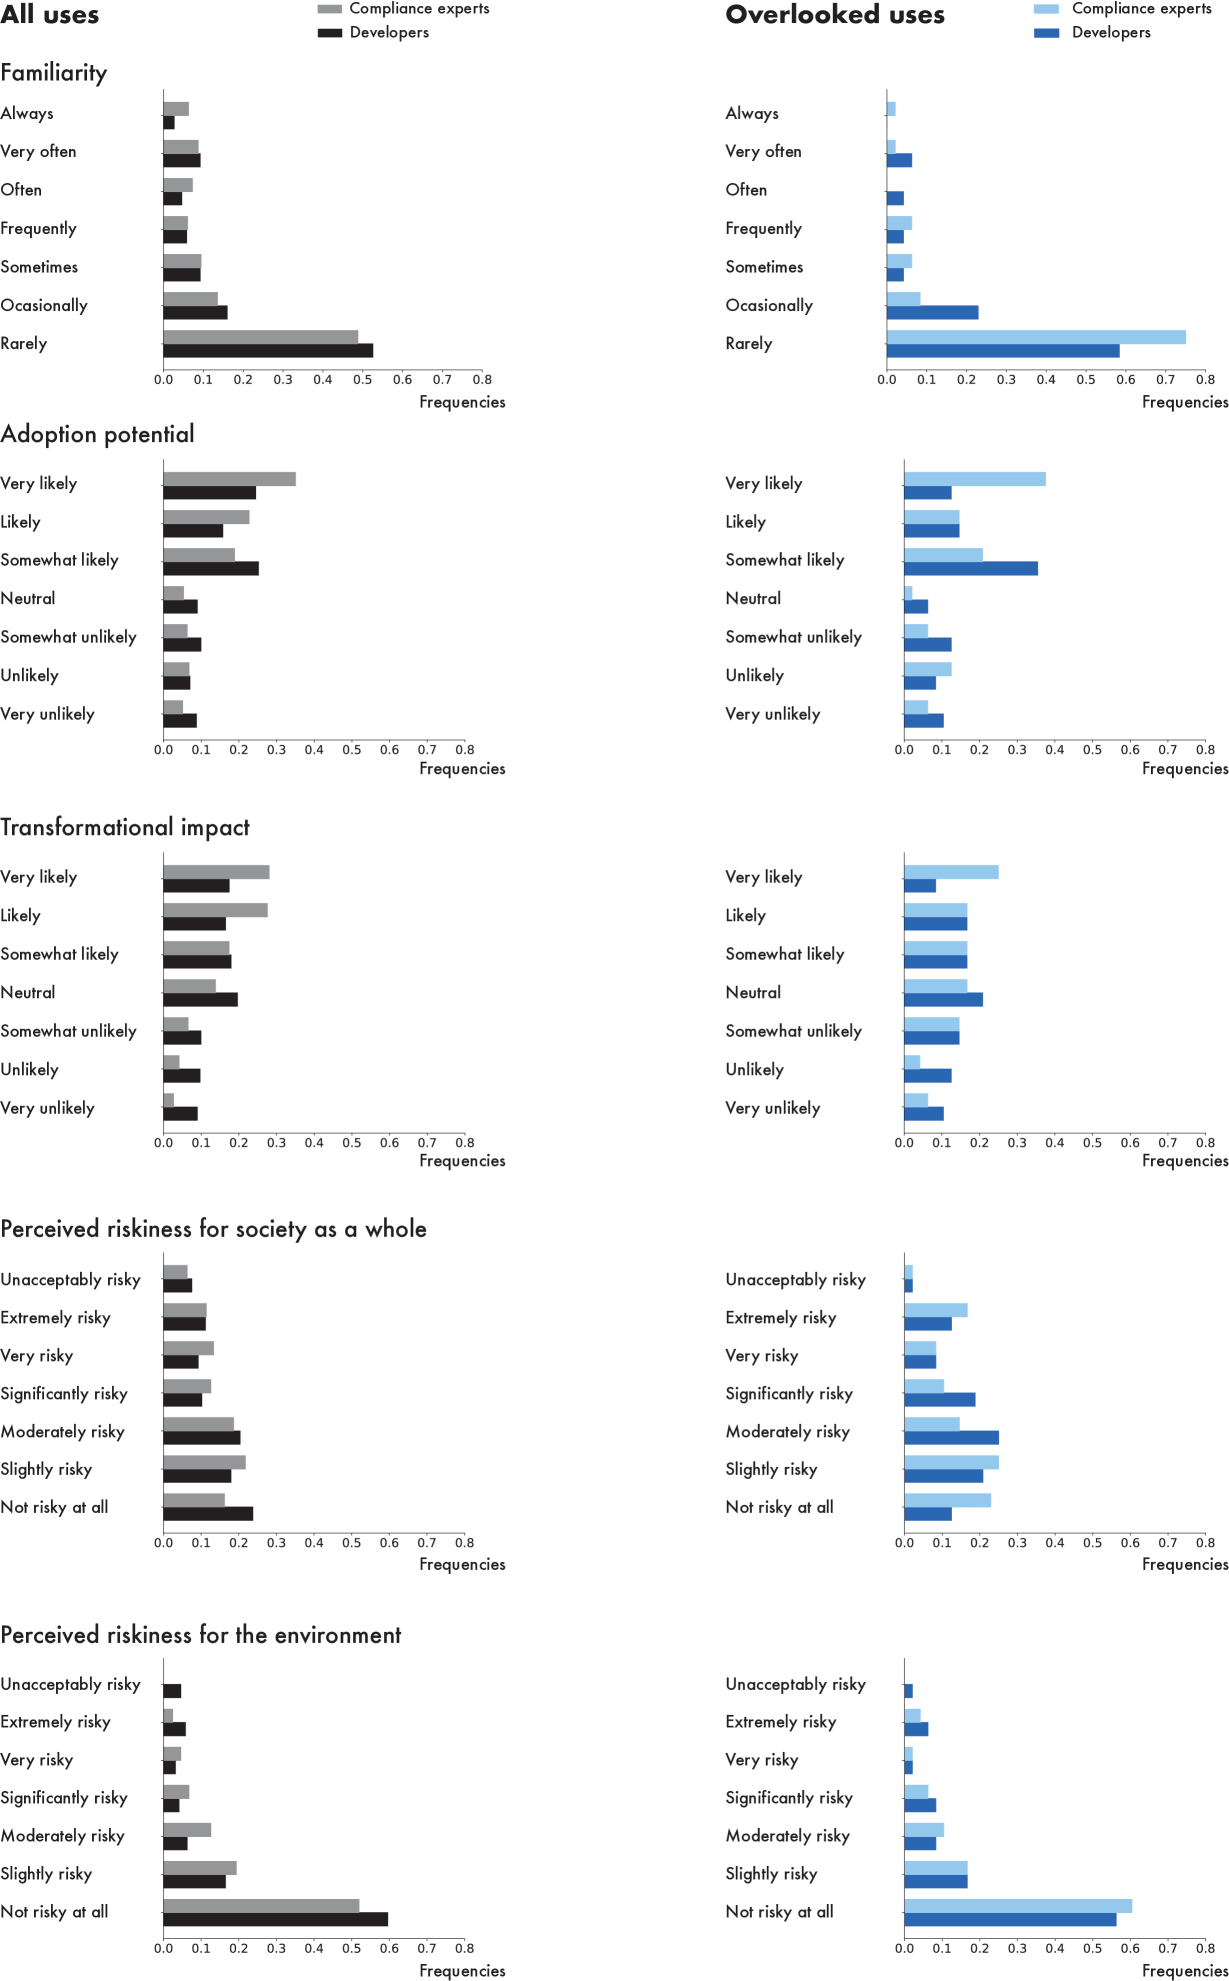 All uses
Compliance experts
Developers
Overlooked uses
Compliance experts
Developers
Familiarity
Always
Very often
Often
Frequently
Sometimes
Ocasionally
Rarely
0.0 0.1 0.2 0.3 0.4 0.5 0.6 0.7 0.8
Frequencies
Always
Very often
Often
Frequently
Sometimes
Ocasionally
Rarely
0.0 0.1 0.2 0.3 0.4 0.5 0.6 0.7 0.8
Frequencies
Adoption potential
Very likely
Likely
Somewhat likely
Neutral
Somewhat unlikely
Unlikely
Very unlikely
0.0 0.1 0.2 0.3 0.4 0.5 0.6 0.7 0.8
Frequencies
Very likely
Likely
Somewhat likely
Neutral
Somewhat unlikely
Unlikely
Very unlikely
0.0 0.1 0.2 0.3 0.4 0.5 0.6 0.7 0.8
Frequencies
Transformational impact
Very likely
Likely
Somewhat likely
Neutral
Somewhat unlikely
Unlikely
Very unlikely
0.0 0.1 0.2 0.3 0.4 0.5 0.6 0.7 0.8
Frequencies
Very likely
Likely
Somewhat likely
Neutral
Somewhat unlikely
Unlikely
Very unlikely
0.0 0.1 0.2 0.3 0.4 0.5 0.6 0.7 0.8
Frequencies
Perceived riskiness for society as a whole
Unacceptably risky
Extremely risky
Very risky
Significantly risky
Moderately risky
Slightly risky
Not risky at all
0.0 0.1 0.2 0.3 0.4 0.5 0.6 0.7 0.8
Frequencies
Unacceptably risky
Extremely risky
Very risky
Significantly risky
Moderately risky
Slightly risky
Not risky at all
0.0 0.1 0.2 0.3 0.4 0.5 0.6 0.7 0.8
Frequencies
Perceived riskiness for the environment
Unacceptably risky
Extremely risky
Very risky
Significantly risky
Moderately risky
Slightly risky
Not risky at all
0.0 0.1 0.2 0.3 0.4 0.5 0.6 0.7 0.8
Frequencies
Unacceptably risky
Extremely risky
Very risky
Significantly risky
Moderately risky
Slightly risky
Not risky at all
0.0 0.1 0.2 0.3 0.4 0.5 0.6 0.7 0.8
Frequencies